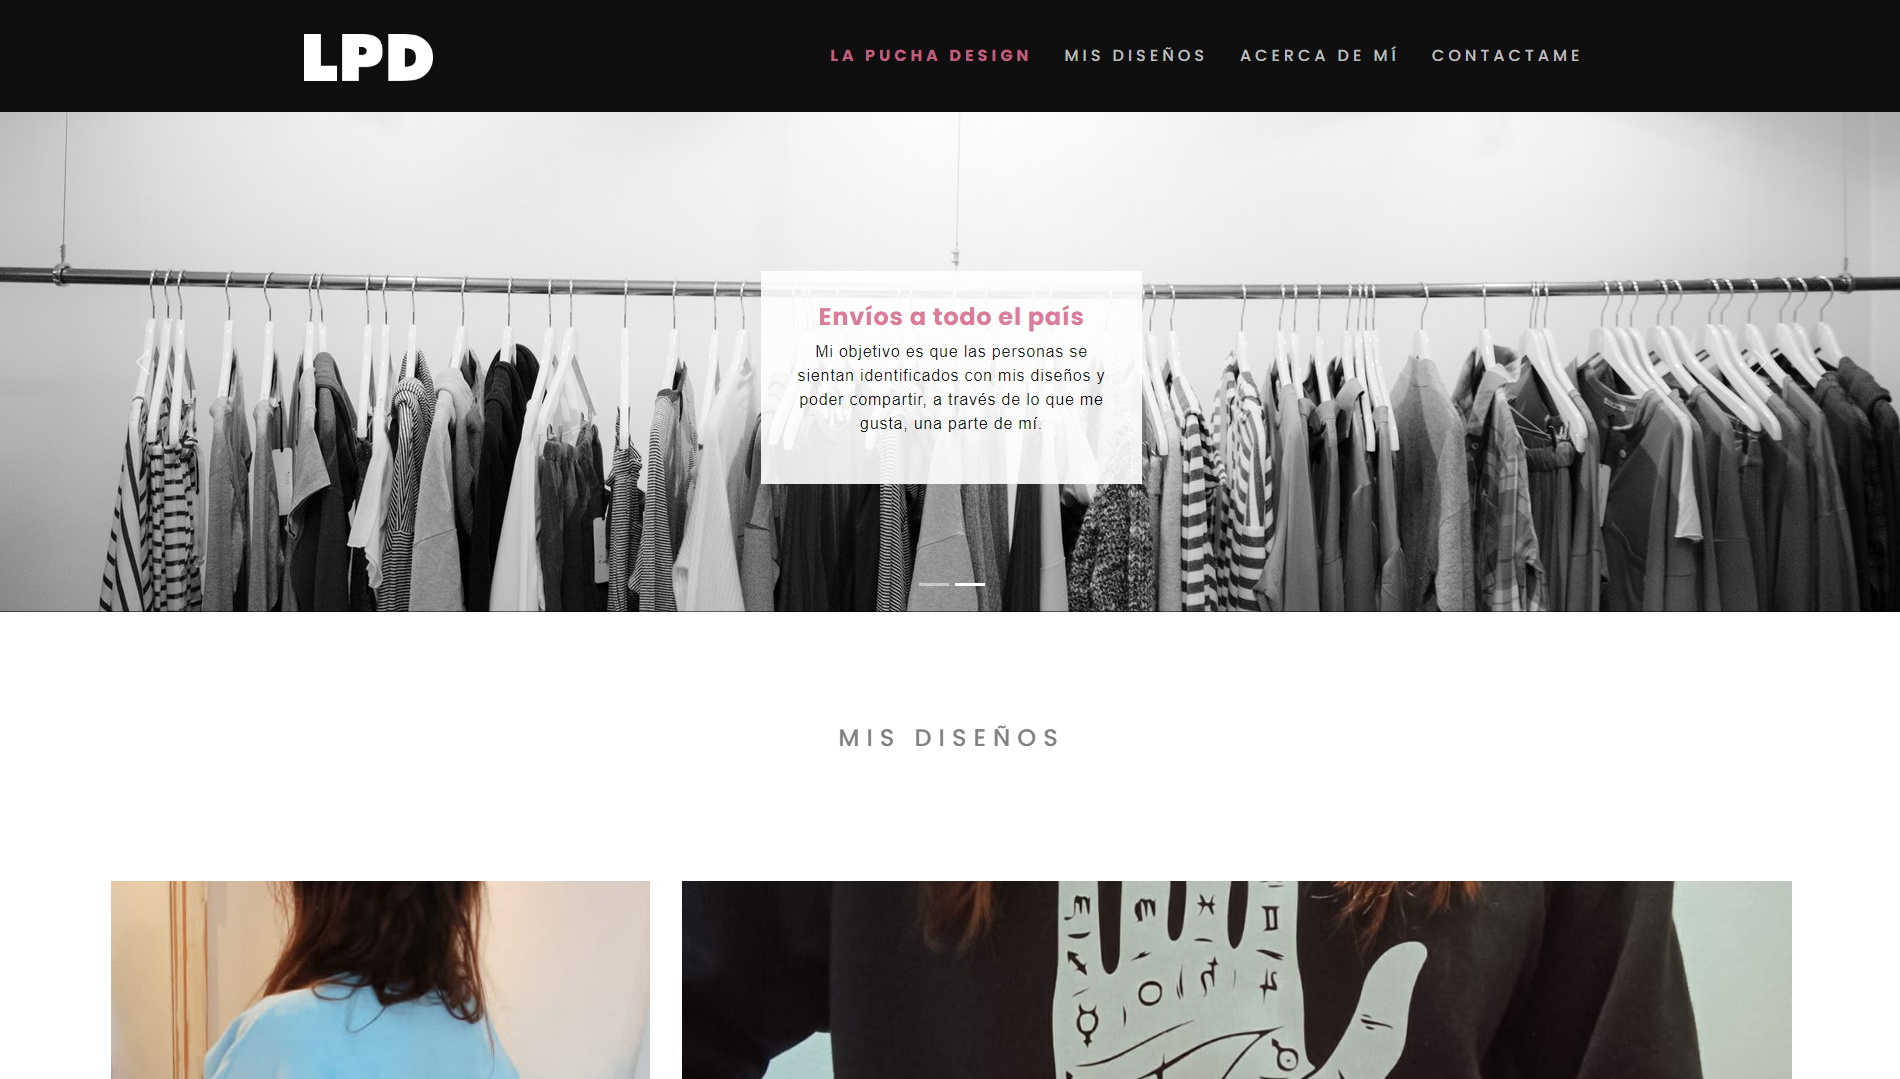 LPD
LA PUCHA DESIGN
MIS DISEÑOS
ACERCA DE MÍ
CONTACTAME
Envíos a todo el país
Mi objetivo es que las personas se
sientan identificados con mis diseños y
poder compartir, a través de lo que me
gusta, una parte de mí.
MIS DISEÑOS